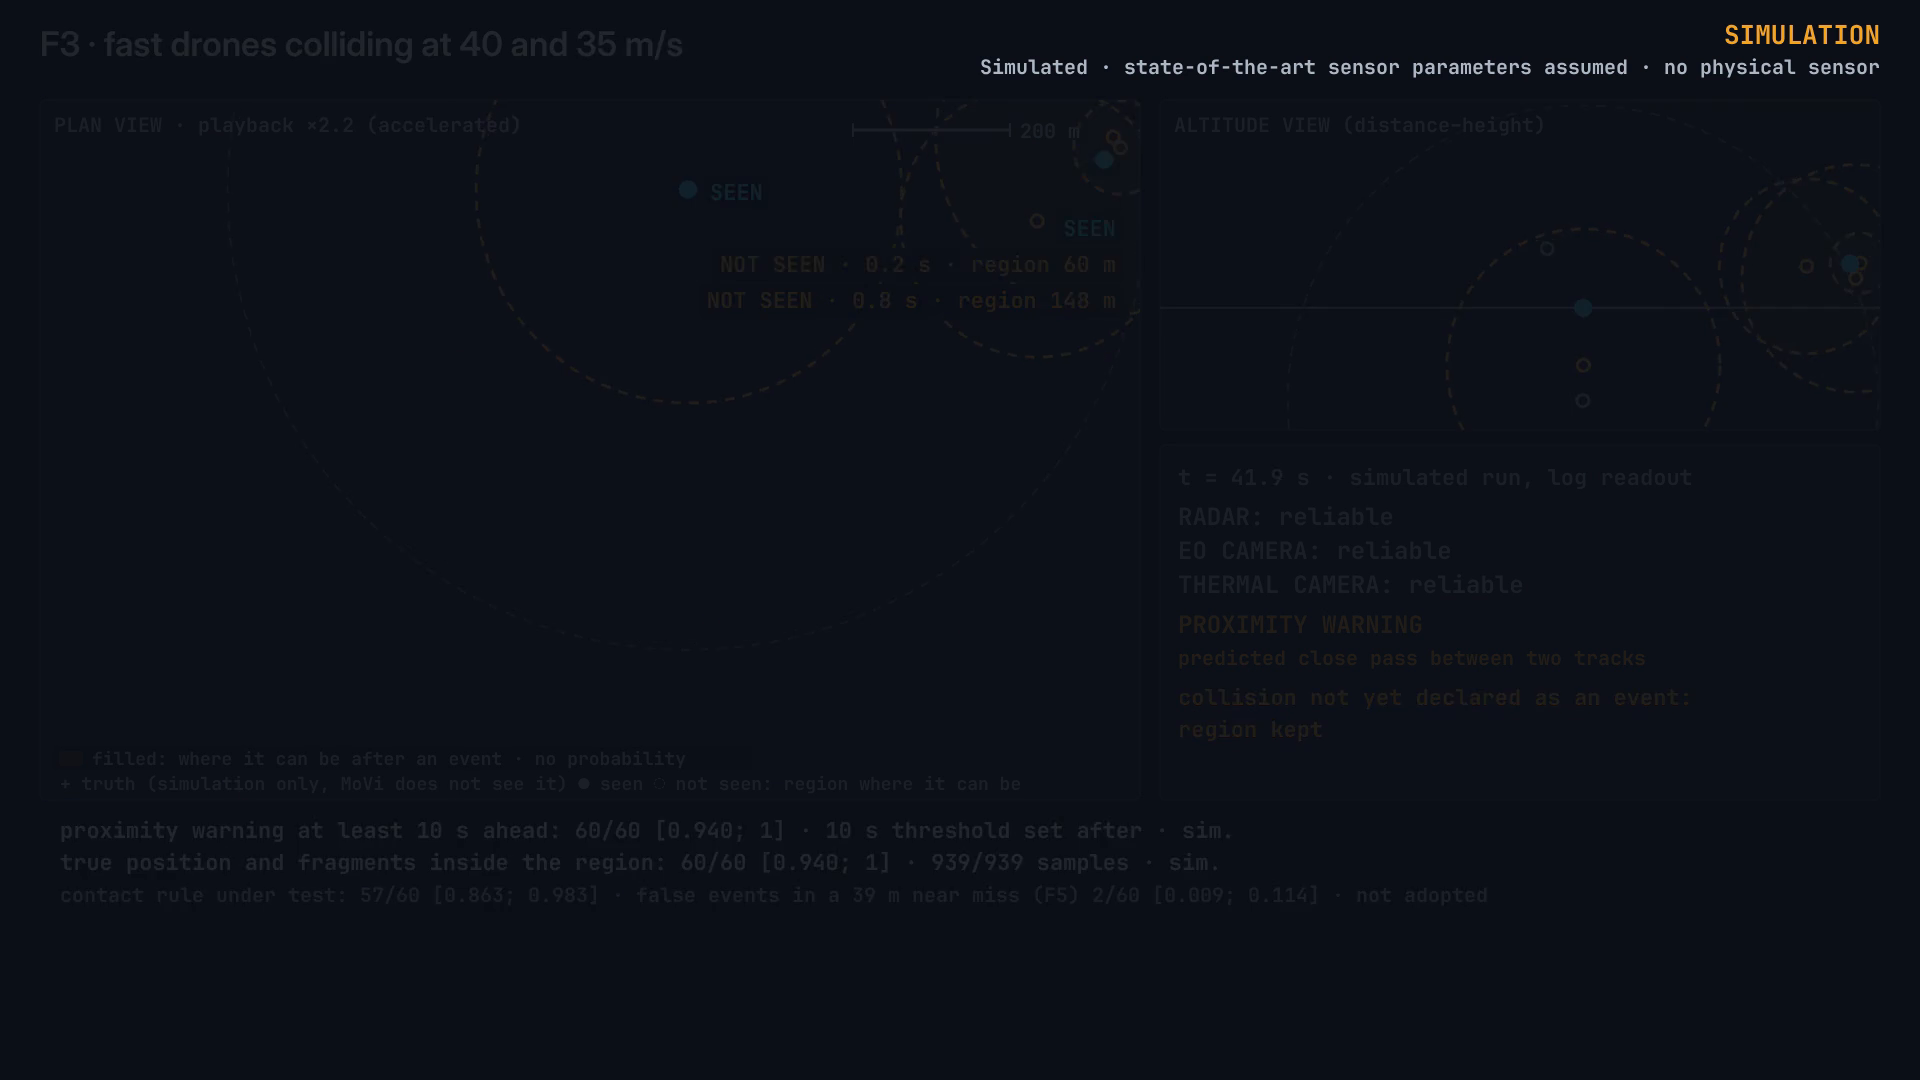 F3 · fast drones colliding at 40 and 35 m/s
SIMULATION
Simulated · state-of-the-art sensor parameters assumed · no physical sensor
PLAN VIEW · playback ×2.2 (accelerated)
200 m
SEEN
SEEN
NOT SEEN · 0.2 s · region 60 m
NOT SEEN · 0.8 s · region 148 m
filled: where it can be after an event · no probability
+ truth (simulation only, MoVi does not see it) ● seen ◌ not seen: region where it can be
ALTITUDE VIEW (distance-height)
t = 41.9 s · simulated run, log readout
RADAR: reliable
EO CAMERA: reliable
THERMAL CAMERA: reliable
PROXIMITY WARNING
predicted close pass between two tracks
collision not yet declared as an event:
region kept
proximity warning at least 10 s ahead: 60/60 [0.940; 1] · 10 s threshold set after · sim.
true position and fragments inside the region: 60/60 [0.940; 1] · 939/939 samples · sim.
contact rule under test: 57/60 [0.863; 0.983] · false events in a 39 m near miss (F5) 2/60 [0.009; 0.114] · not adopted